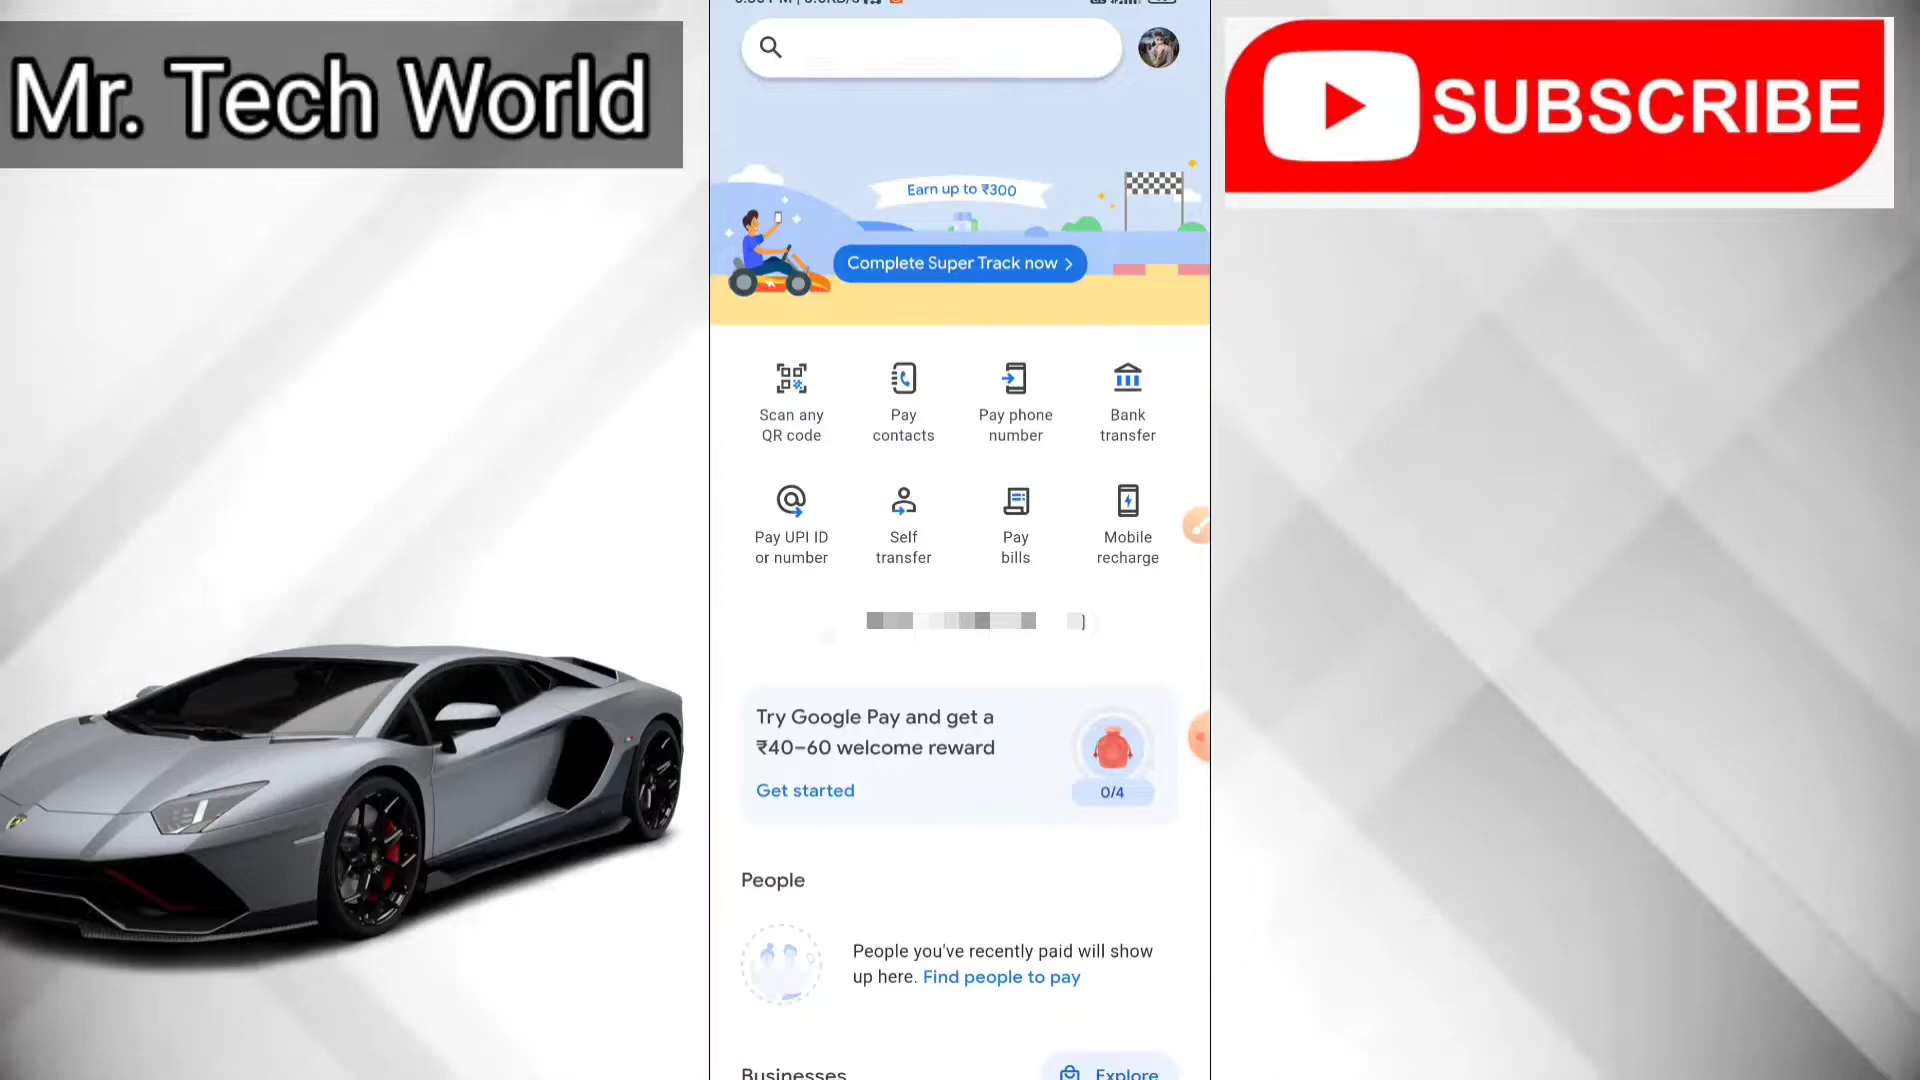 Mr. Tech World
SUBSCRIBE
Earn up to ₹300
Complete Super Track now
Scan any
QR code
Pay
contacts
Pay phone
number
Bank
transfer
Pay UPI ID
or number
Self
transfer
Pay
bills
Mobile
recharge
Try Google Pay and get a
₹40–60 welcome reward
Get started
0/4
People
People you've recently paid will show
up here. Find people to pay
Businesses
Explore